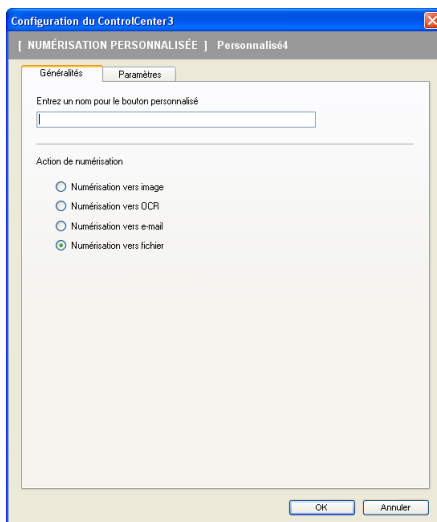 Configuration du ControlCenter3
[ NUMÉRISATION PERSONNALISÉE ] Personnalisé4
Généralités Paramètres
Entrez un nom pour le bouton personnalisé
Action de numérisation
Numérisation vers image
Numérisation vers OCR
Numérisation vers e-mail
Numérisation vers fichier
OK Annuler